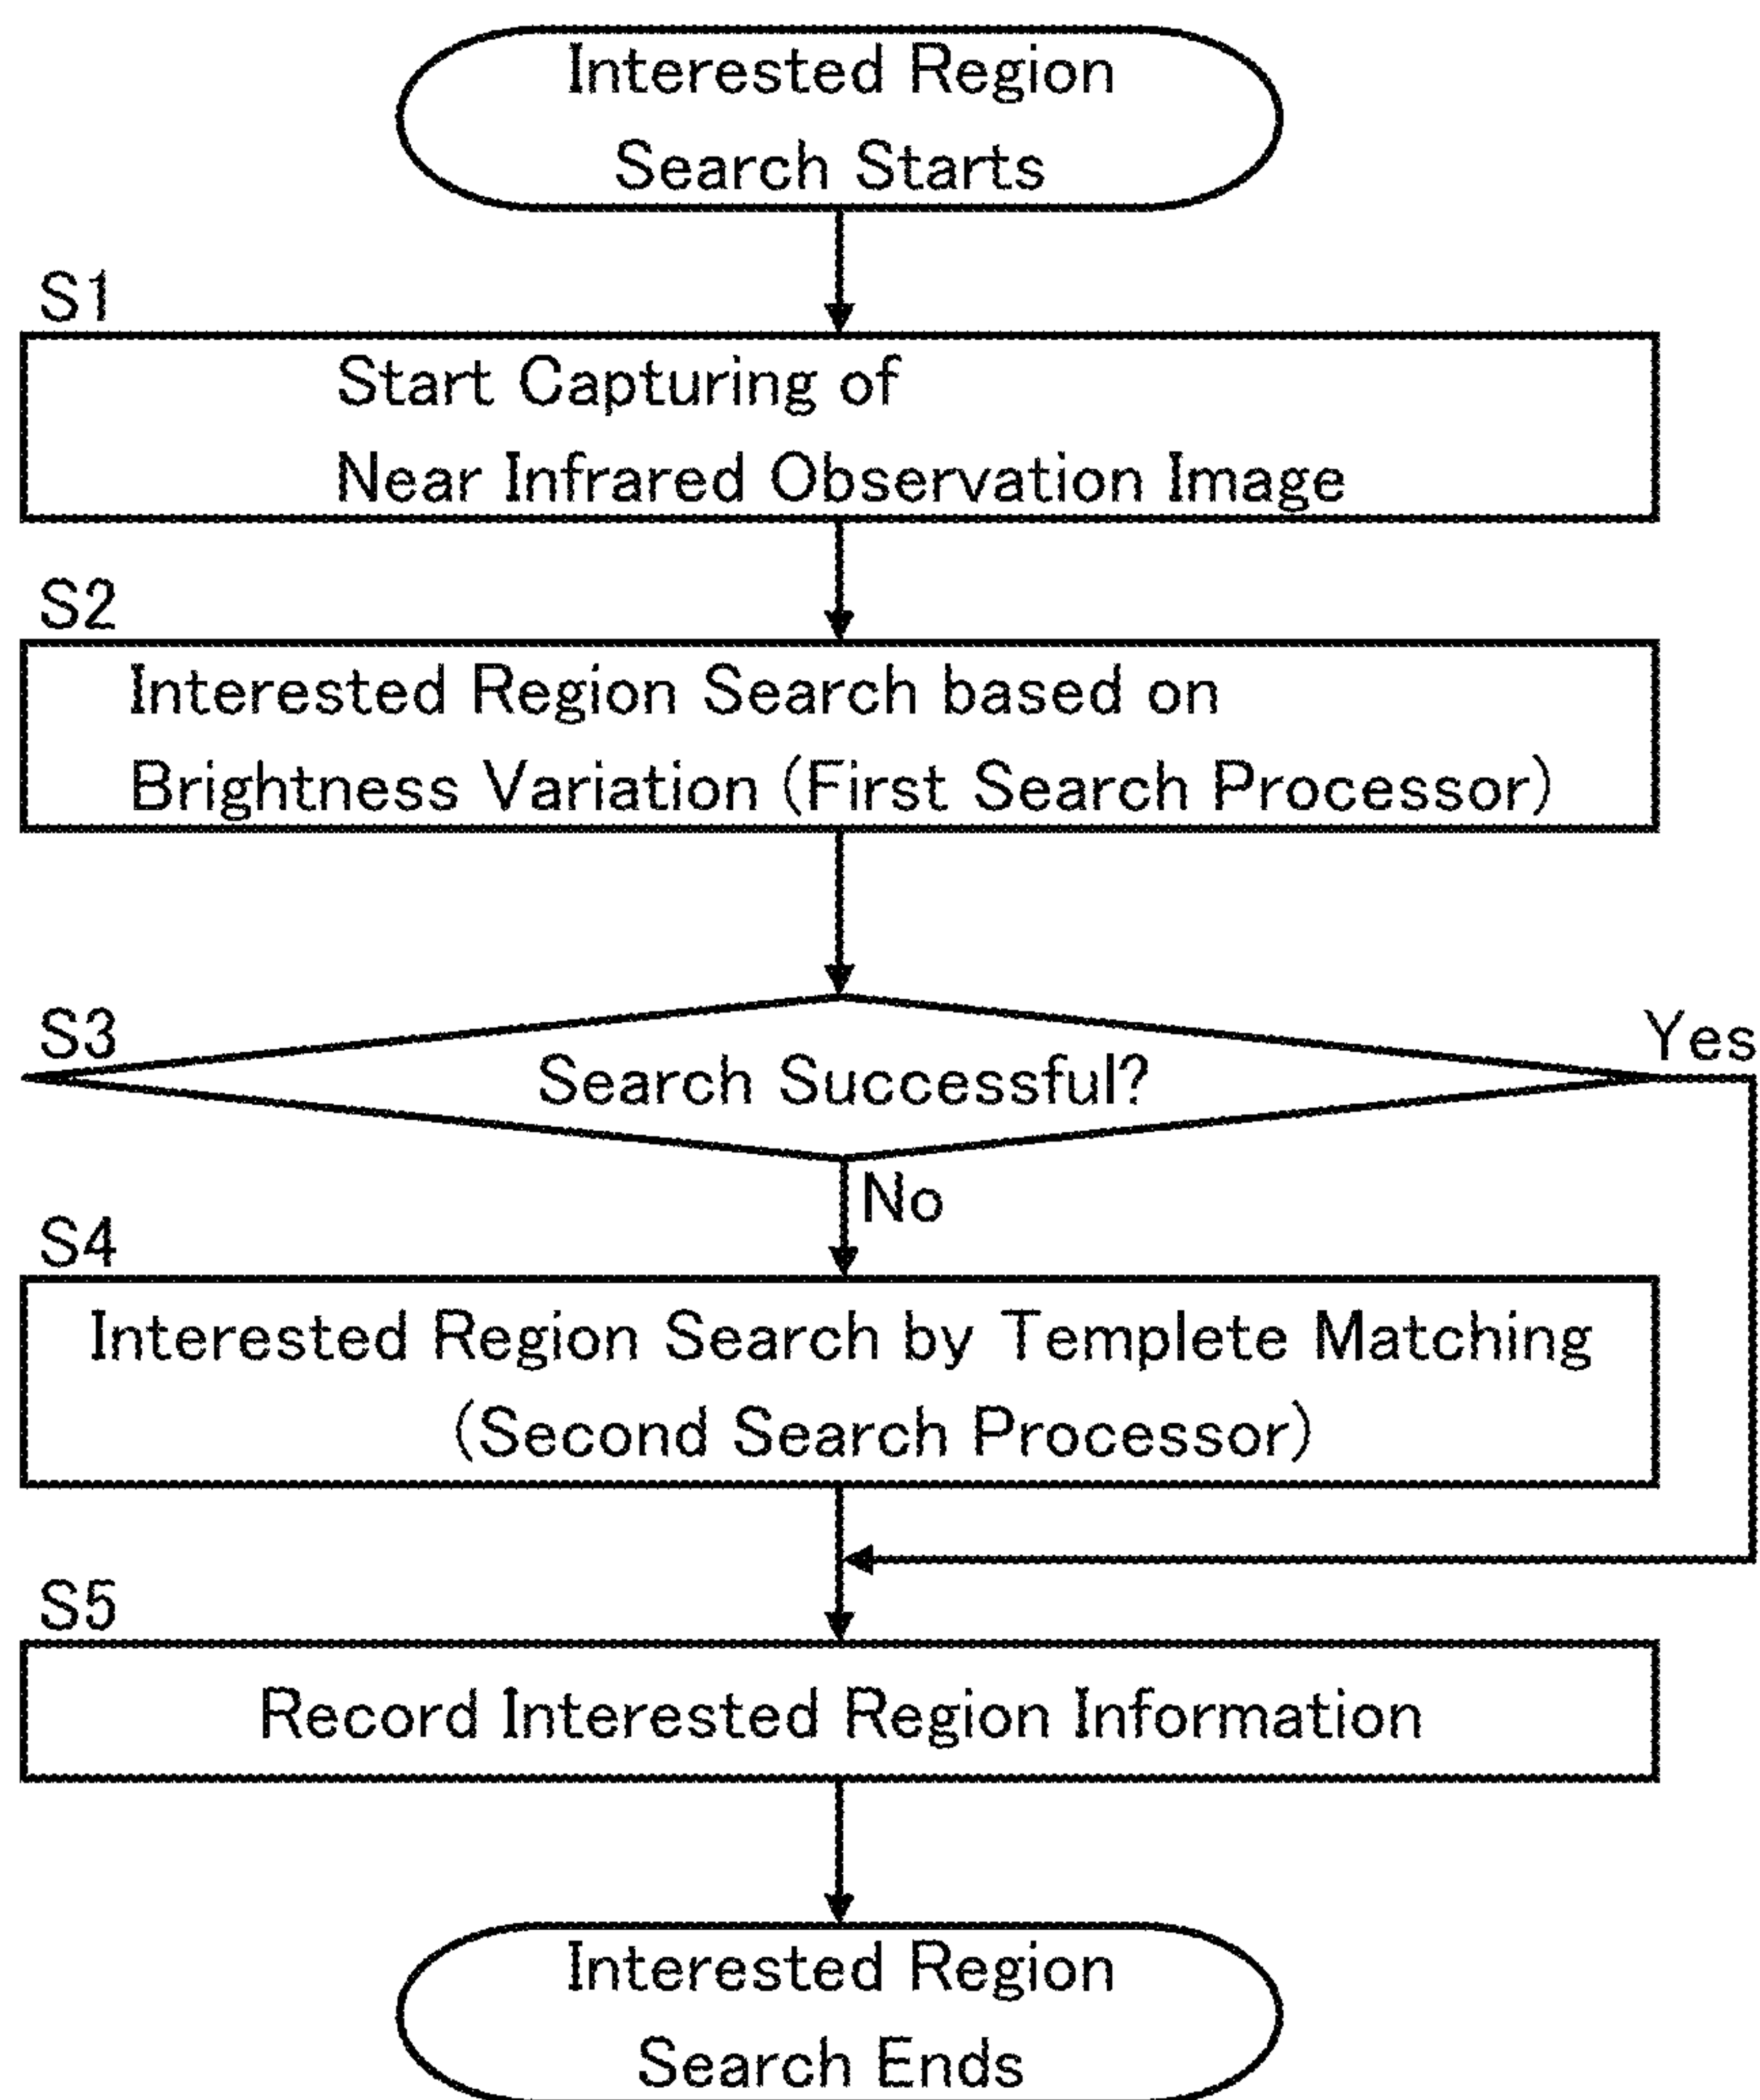 Interested Region
Search Starts
S1
Start Capturing of
Near Infrared Observation Image
S2
Interested Region Search based on
Brightness Variation (First Search Processor)
S3
Search Successful?
Yes
No
S4
Interested Region Search by Templete Matching
(Second Search Processor)
S5
Record Interested Region Information
Interested Region
Search Ends